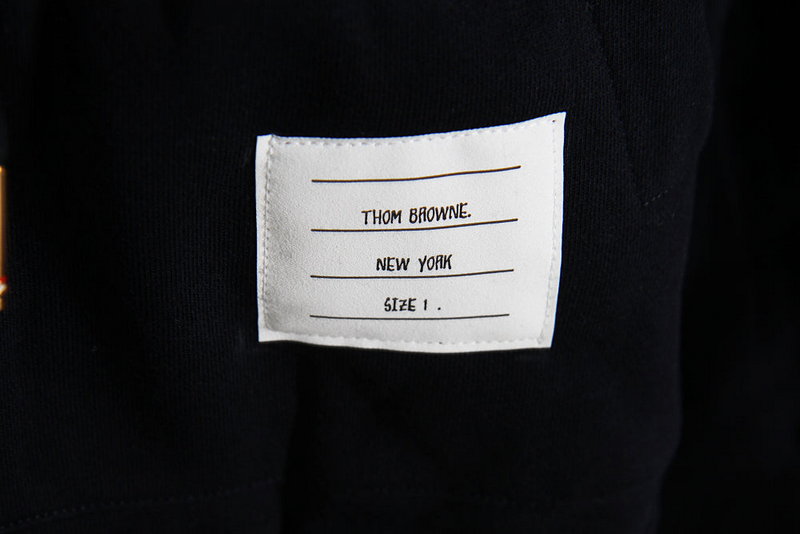 THOM BROWNE.
NEW YORK
SIZE 1 .